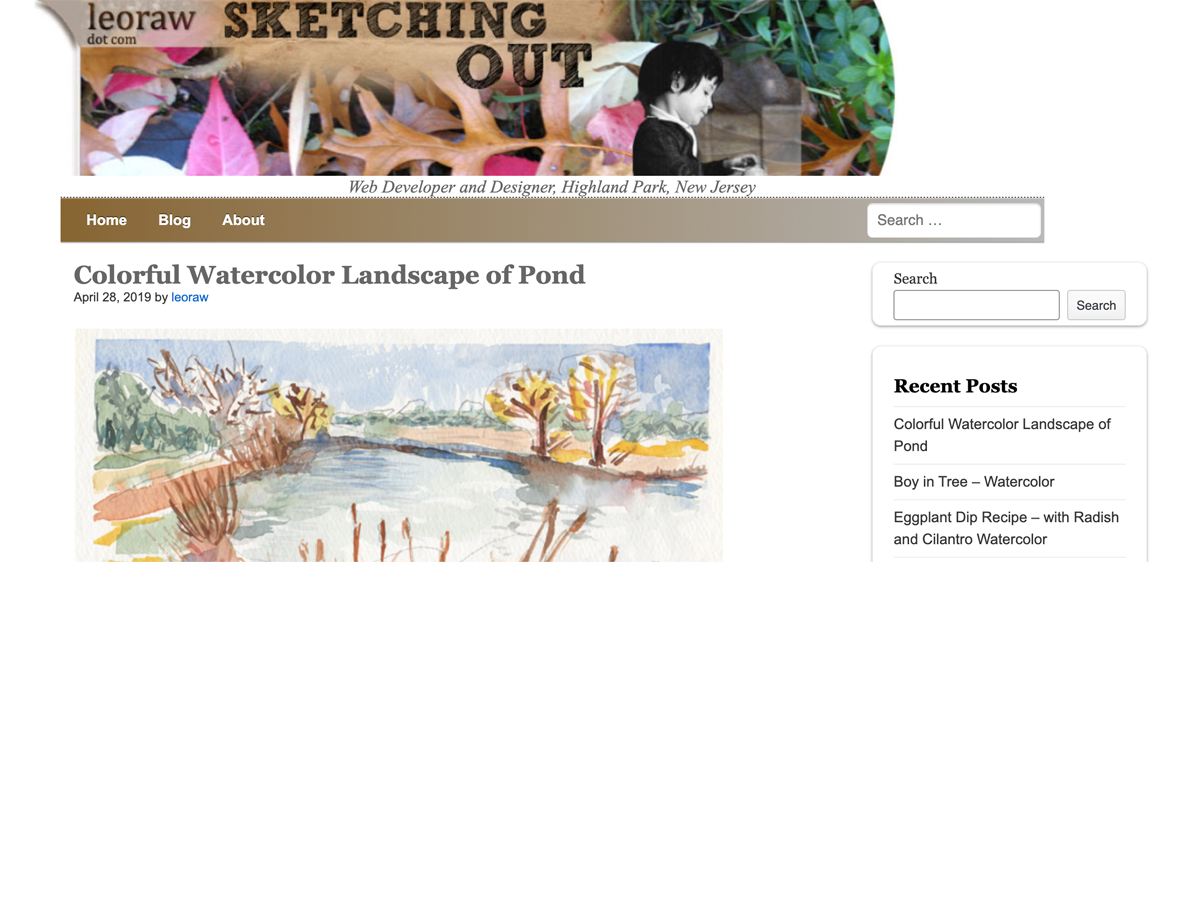 leoraw
dot com
SKETCHING
OUT
Web Developer and Designer, Highland Park, New Jersey
Home Blog About Search …
Colorful Watercolor Landscape of Pond
April 28, 2019 by leoraw
Search
Search
Recent Posts
Colorful Watercolor Landscape of
Pond
Boy in Tree – Watercolor
Eggplant Dip Recipe – with Radish
and Cilantro Watercolor